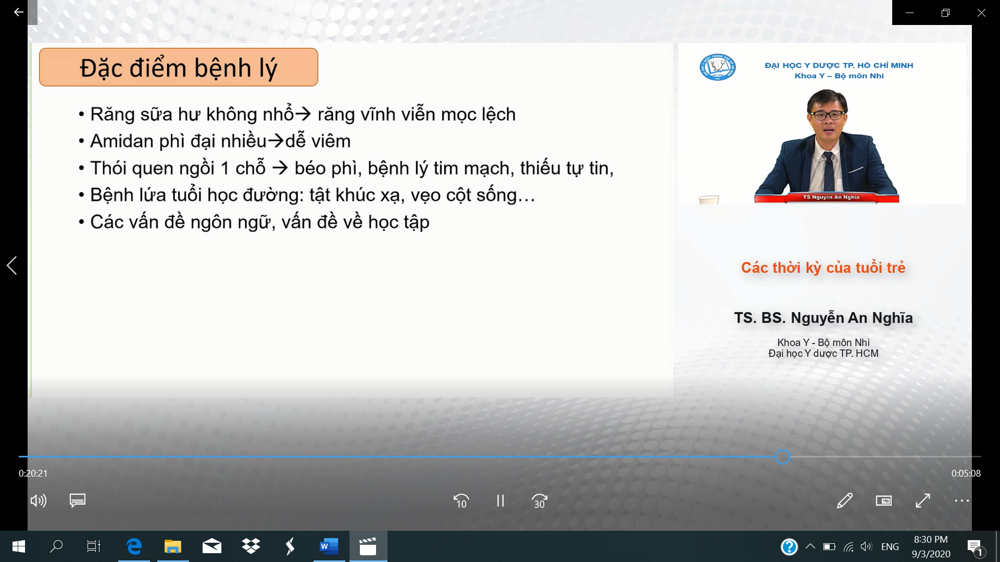 Đặc điểm bệnh lý
• Răng sữa hư không nhổ→ răng vĩnh viễn mọc lệch
• Amidan phì đại nhiều→dễ viêm
• Thói quen ngồi 1 chỗ → béo phì, bệnh lý tim mạch, thiếu tự tin,
• Bệnh lứa tuổi học đường: tật khúc xạ, vẹo cột sống…
• Các vấn đề ngôn ngữ, vấn đề về học tập
ĐẠI HỌC Y DƯỢC TP. HỒ CHÍ MINH
Khoa Y – Bộ môn Nhi
TS Nguyễn An Nghĩa
Các thời kỳ của tuổi trẻ
TS. BS. Nguyễn An Nghĩa
Khoa Y - Bộ môn Nhi
Đại học Y dược TP. HCM
0:20:21
0:05:08
10
30
W
ENG
8:30 PM
9/3/2020
1